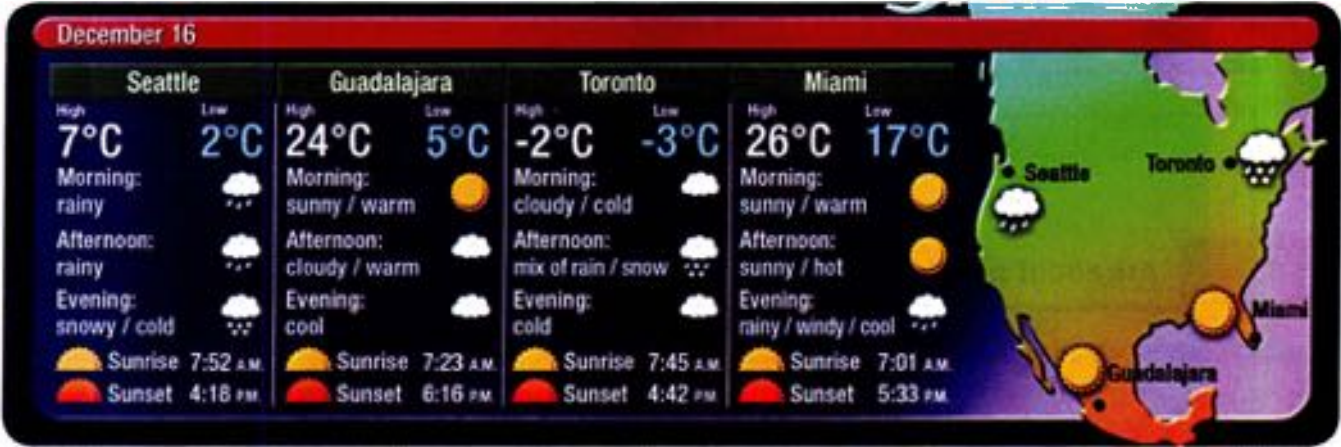 December 16
Seattle
High Low
7°C 2°C
Morning:
rainy
Afternoon:
rainy
Evening:
snowy / cold
Sunrise 7:52 A.M.
Sunset 4:18 P.M.
Guadalajara
High Low
24°C 5°C
Morning:
sunny / warm
Afternoon:
cloudy / warm
Evening:
cool
Sunrise 7:23 A.M.
Sunset 6:16 P.M.
Toronto
High Low
-2°C -3°C
Morning:
cloudy / cold
Afternoon:
mix of rain / snow
Evening:
cold
Sunrise 7:45 A.M.
Sunset 4:42 P.M.
Miami
High Low
26°C 17°C
Morning:
sunny / warm
Afternoon:
sunny / hot
Evening:
rainy / windy / cool
Sunrise 7:01 A.M.
Sunset 5:33 P.M.
Seattle
Toronto
Miami
Guadalajara